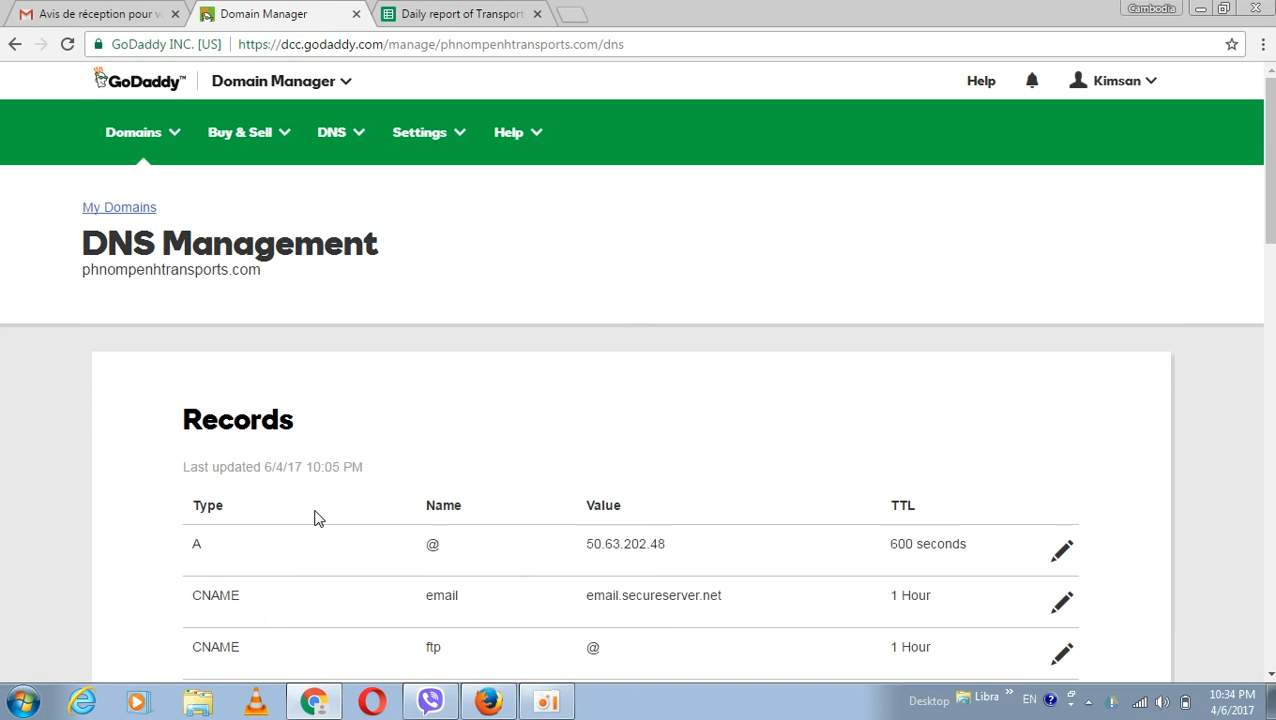 Avis de réception pour v
Domain Manager
Daily report of Transport
Cambodia
GoDaddy INC. [US]
https://dcc.godaddy.com/manage/phnompenhtransports.com/dns
GoDaddy™
Domain Manager
Help
Kimsan
Domains
Buy & Sell
DNS
Settings
Help
My Domains
DNS Management
phnompenhtransports.com
Records
Last updated 6/4/17 10:05 PM
Type Name Value TTL
A @ 50.63.202.48 600 seconds
CNAME email email.secureserver.net 1 Hour
CNAME ftp @ 1 Hour
Desktop
Libra
EN
10:34 PM
4/6/2017